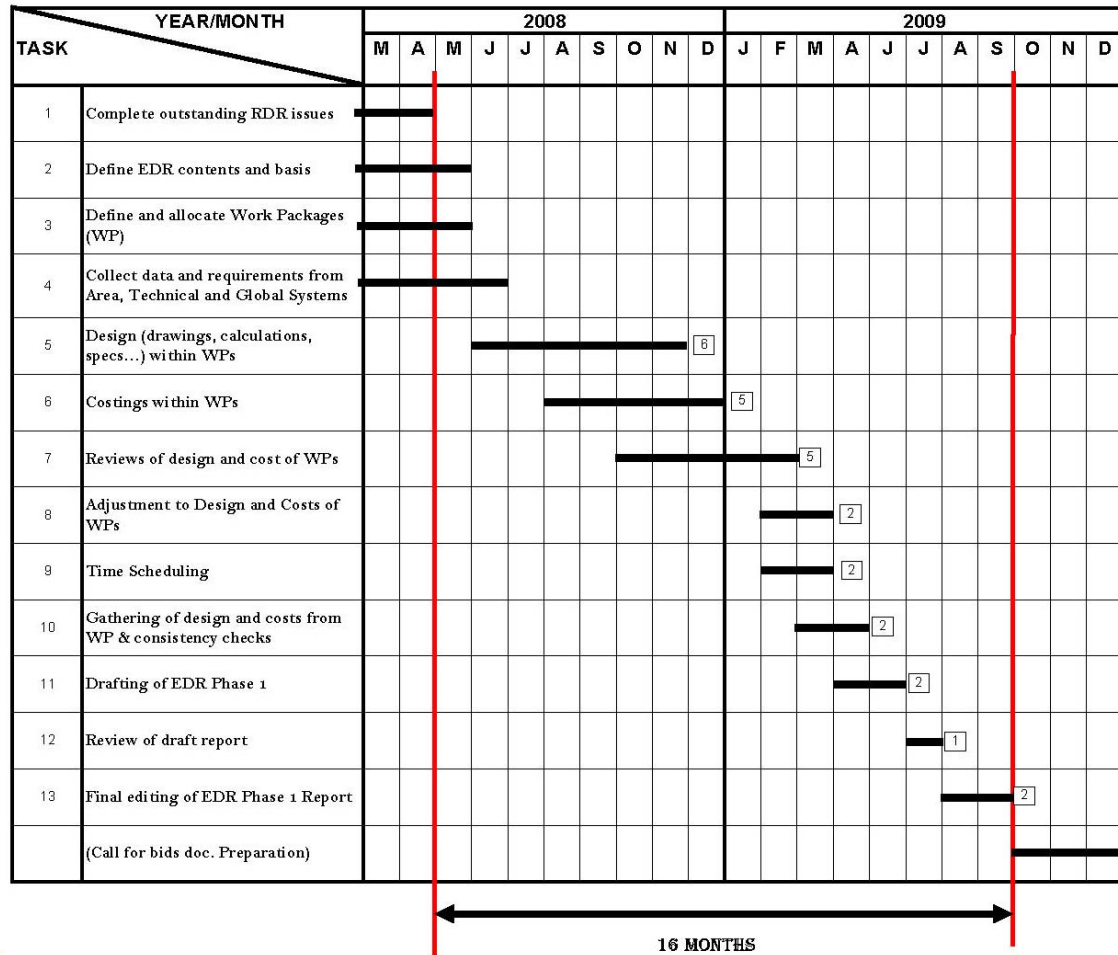 YEAR/MONTH 2008 2009
TASK M A M J J A S O N D J F M A J J A S O N D
1 Complete outstanding RDR issues
2 Define EDR contents and basis
3 Define and allocate Work Packages
(WP)
4 Collect data and requirements from
Area, Technical and Global Systems
5 Design (drawings, calculations,
specs...) within WPs 6
6 Costings within WPs 5
7 Reviews of design and cost of WPs 5
8 Adjustment to Design and Costs of
WPs 2
9 Time Scheduling 2
10 Gathering of design and costs from
WP & consistency checks 2
11 Drafting of EDR Phase 1 2
12 Review of draft report 1
13 Final editing of EDR Phase 1 Report 2
(Call for bids doc. Preparation)
16 MONTHS